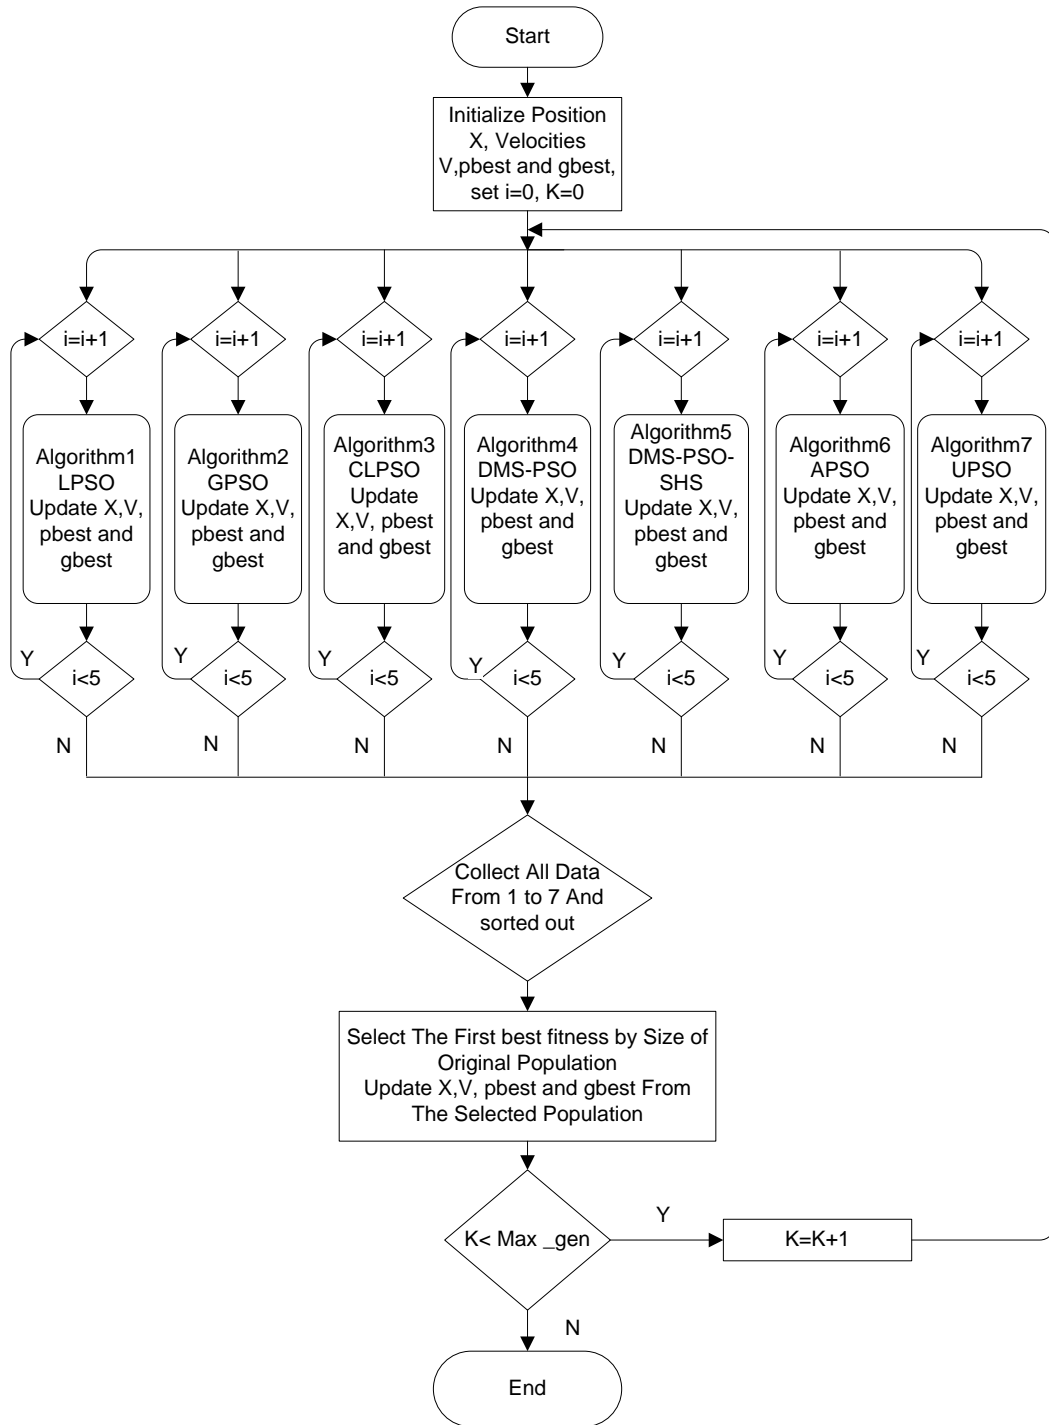 Start
Initialize Position
X, Velocities
V,pbest and gbest,
set i=0, K=0
i=i+1
i=i+1
i=i+1
i=i+1
i=i+1
i=i+1
i=i+1
Algorithm1
LPSO
Update X,V,
pbest and
gbest
Algorithm2
GPSO
Update X,V,
pbest and
gbest
Algorithm3
CLPSO
Update
X,V, pbest
and gbest
Algorithm4
DMS-PSO
Update X,V,
pbest and
gbest
Algorithm5
DMS-PSO-
SHS
Update X,V,
pbest and
gbest
Algorithm6
APSO
Update X,V,
pbest and
gbest
Algorithm7
UPSO
Update X,V,
pbest and
gbest
Y
i<5
Y
i<5
Y
i<5
Y
i<5
Y
i<5
Y
i<5
Y
i<5
N
N
N
N
N
N
N
Collect All Data
From 1 to 7 And
sorted out
Select The First best fitness by Size of
Original Population
Update X,V, pbest and gbest From
The Selected Population
K< Max _gen
Y
K=K+1
N
End